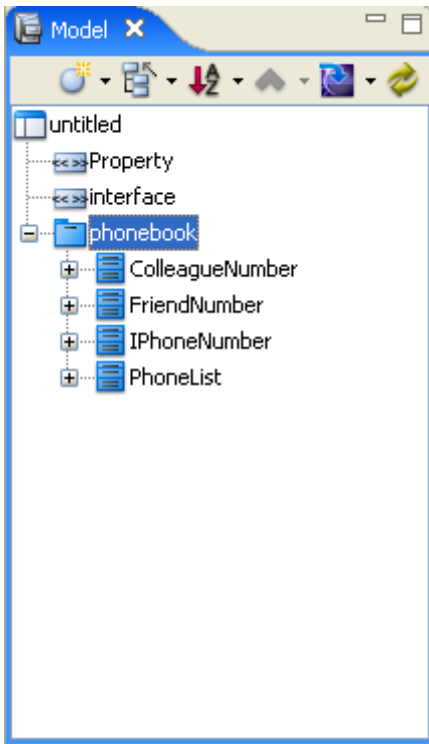 Model
untitled
<<>>Property
<<>>interface
phonebook
ColleagueNumber
FriendNumber
IPhoneNumber
PhoneList